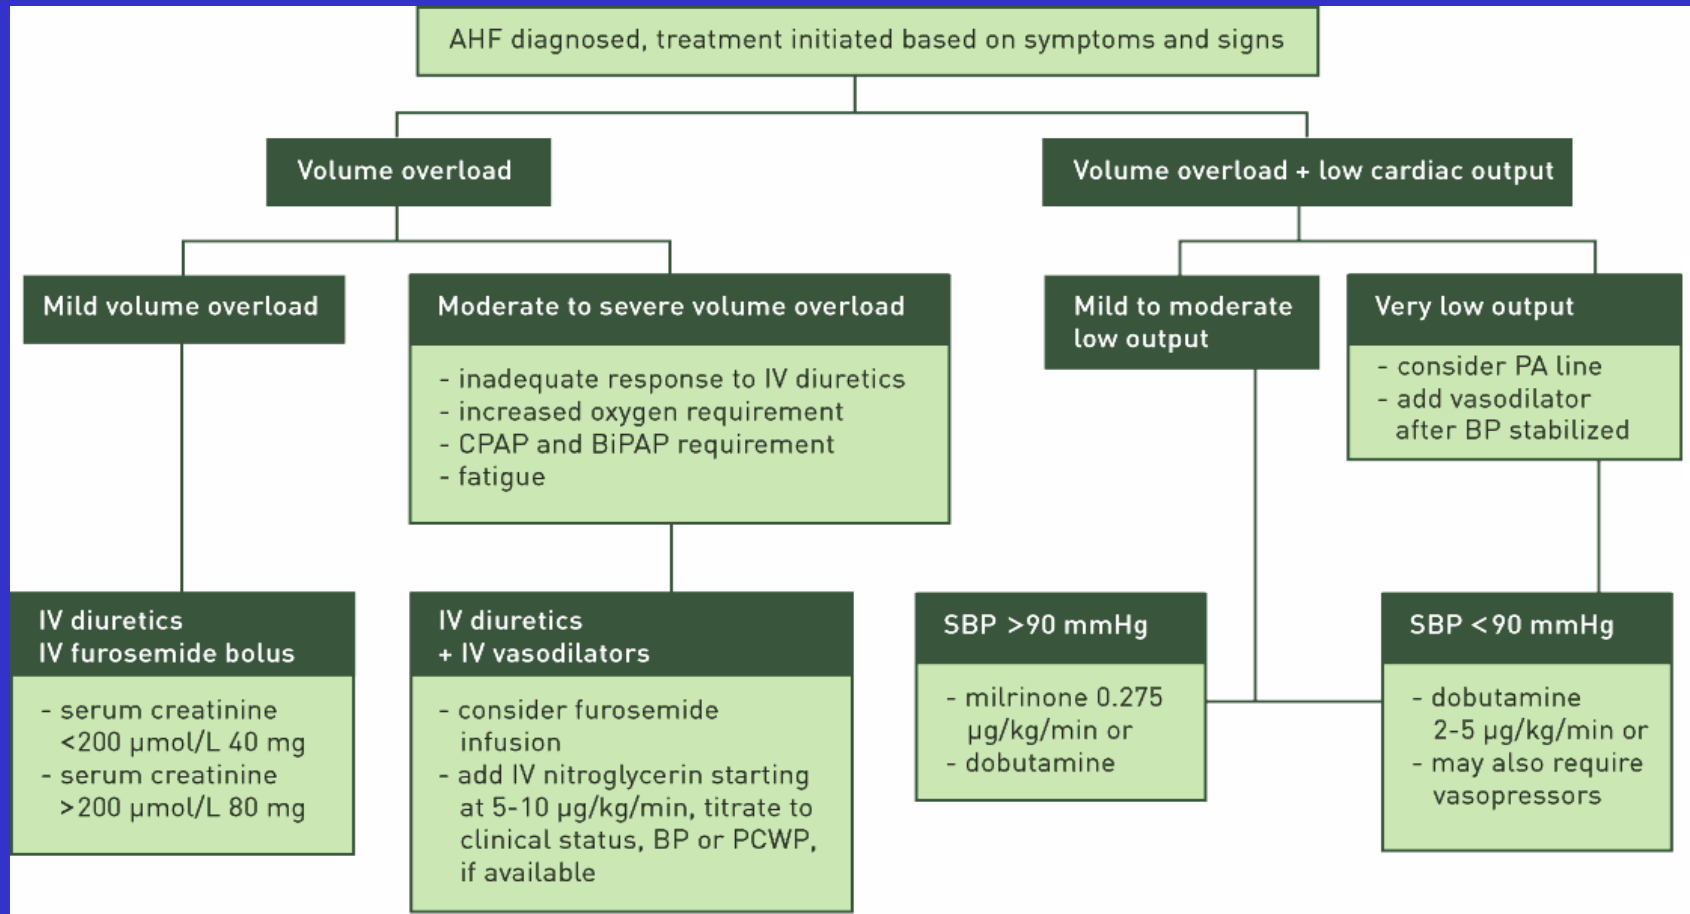 AHF diagnosed, treatment initiated based on symptoms and signs
Volume overload
Volume overload + low cardiac output
Mild volume overload
Moderate to severe volume overload
- inadequate response to IV diuretics
- increased oxygen requirement
- CPAP and BiPAP requirement
- fatigue
Mild to moderate
low output
Very low output
- consider PA line
- add vasodilator
after BP stabilized
IV diuretics
IV furosemide bolus
- serum creatinine
<200 µmol/L 40 mg
- serum creatinine
>200 µmol/L 80 mg
IV diuretics
+ IV vasodilators
- consider furosemide
infusion
- add IV nitroglycerin starting
at 5-10 µg/kg/min, titrate to
clinical status, BP or PCWP,
if available
SBP >90 mmHg
- milrinone 0.275
µg/kg/min or
- dobutamine
SBP <90 mmHg
- dobutamine
2-5 µg/kg/min or
- may also require
vasopressors